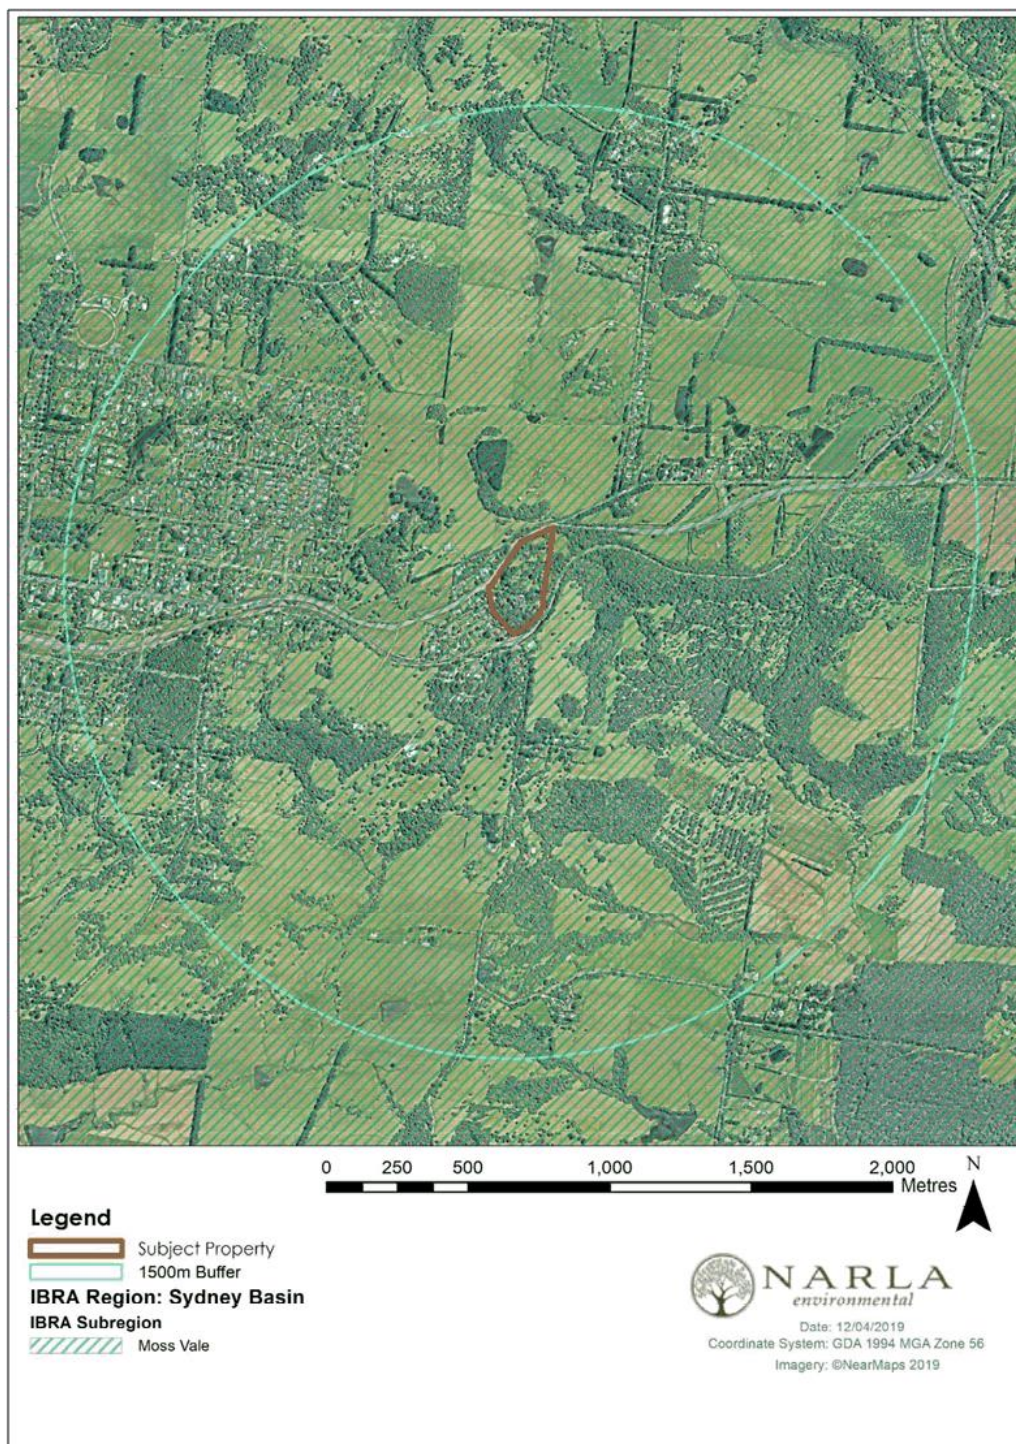 0 250 500 1,000 1,500 2,000
Metres
N
Legend
Subject Property
1500m Buffer
IBRA Region: Sydney Basin
IBRA Subregion
Moss Vale
NARLA
environmental
Date: 12/04/2019
Coordinate System: GDA 1994 MGA Zone 56
Imagery: ©NearMaps 2019